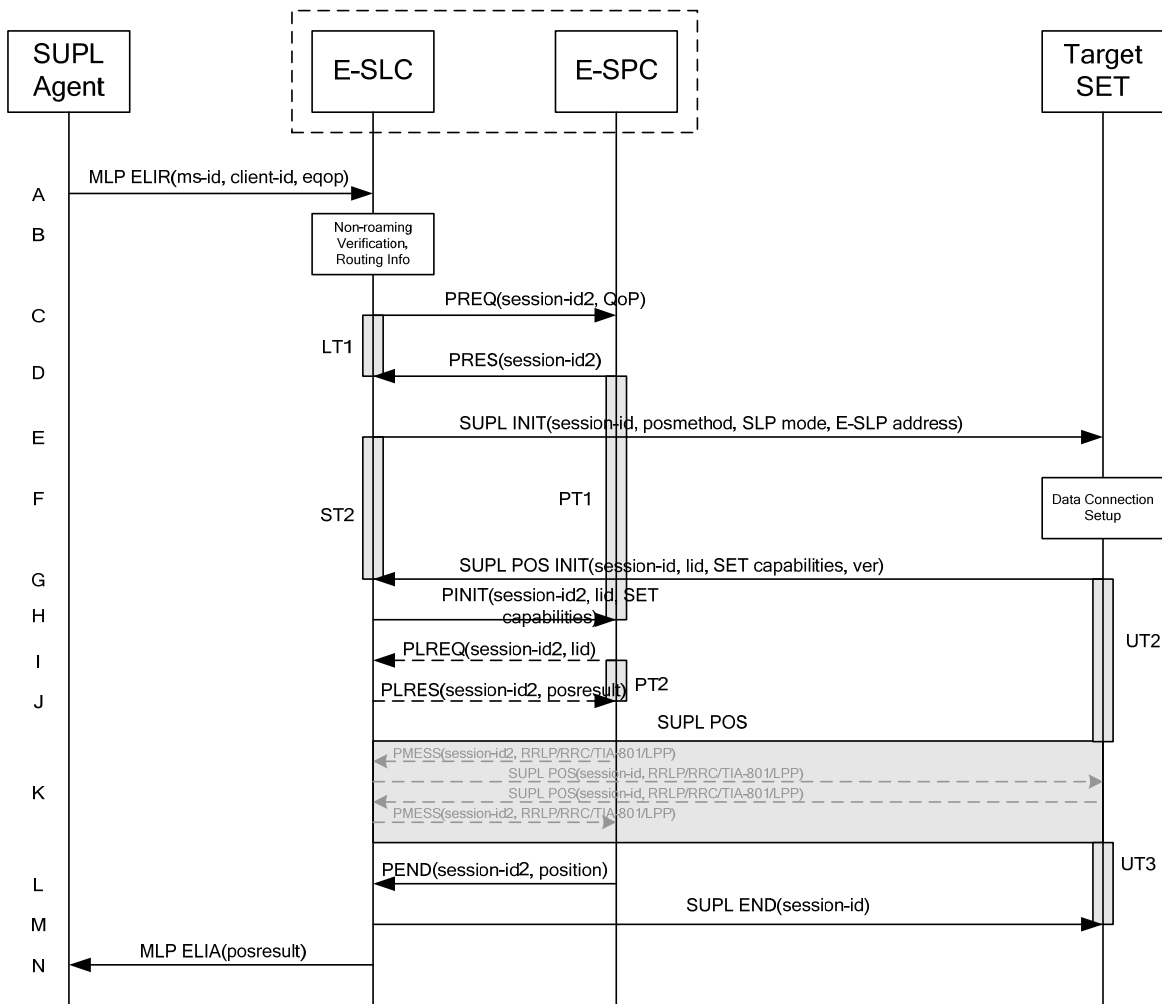 SUPL
Agent
E-SLC
E-SPC
Target
SET
A
MLP ELIR(ms-id, client-id, eqop)
B
Non-roaming
Verification,
Routing Info
C
PREQ(session-id2, QoP)
LT1
D
PRES(session-id2)
E
SUPL INIT(session-id, posmethod, SLP mode, E-SLP address)
F
ST2
PT1
Data Connection
Setup
G
SUPL POS INIT(session-id, lid, SET capabilities, ver)
H
PINIT(session-id2, lid, SET
capabilities)
I
PLREQ(session-id2, lid)
UT2
J
PLRES(session-id2, posresult)
PT2
SUPL POS
K
PMESS(session-id2, RRLP/RRC/TIA-801/LPP)
SUPL POS(session-id, RRLP/RRC/TIA-801/LPP)
SUPL POS(session-id, RRLP/RRC/TIA-801/LPP)
PMESS(session-id2, RRLP/RRC/TIA-801/LPP)
L
PEND(session-id2, position)
UT3
M
SUPL END(session-id)
N
MLP ELIA(posresult)